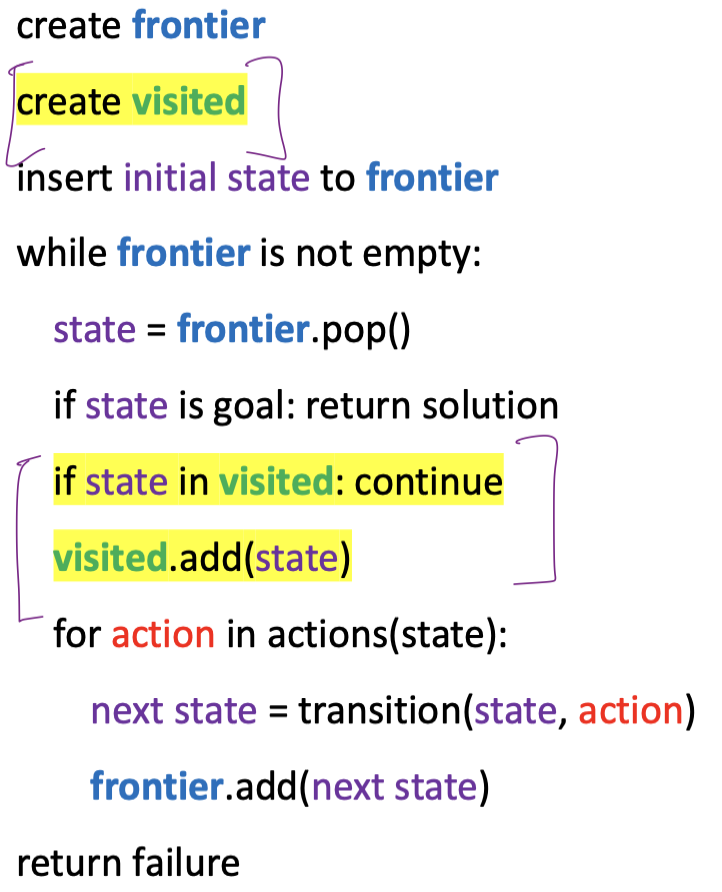 create frontier
create visited
insert initial state to frontier
while frontier is not empty:
state = frontier.pop()
if state is goal: return solution
if state in visited: continue
visited.add(state)
for action in actions(state):
next state = transition(state, action)
frontier.add(next state)
return failure